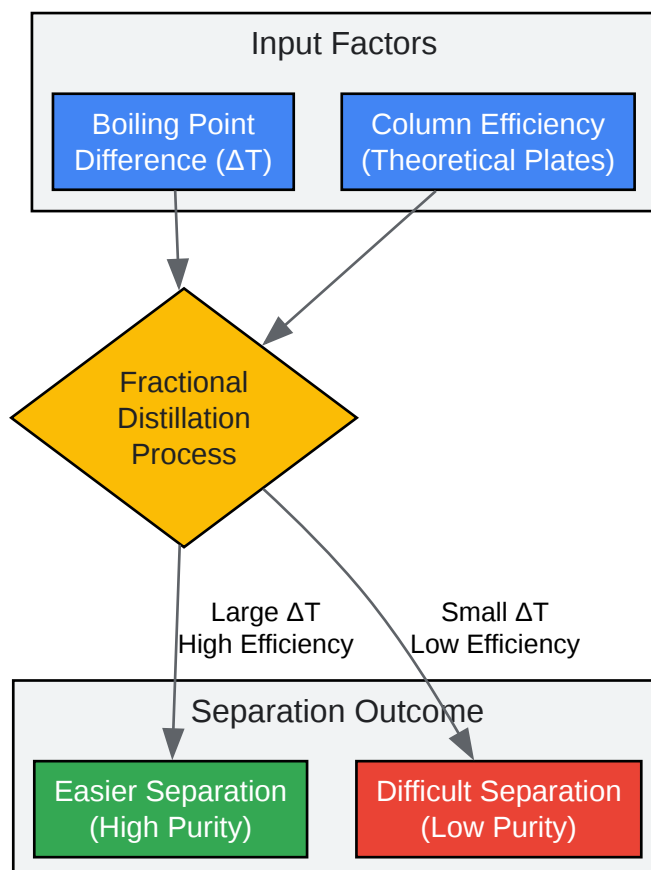 Input Factors
Boiling Point
Difference (ΔT)
Column Efficiency
(Theoretical Plates)
Fractional
Distillation
Process
Large ΔT
High Efficiency
Small ΔT
Low Efficiency
Separation Outcome
Easier Separation
(High Purity)
Difficult Separation
(Low Purity)